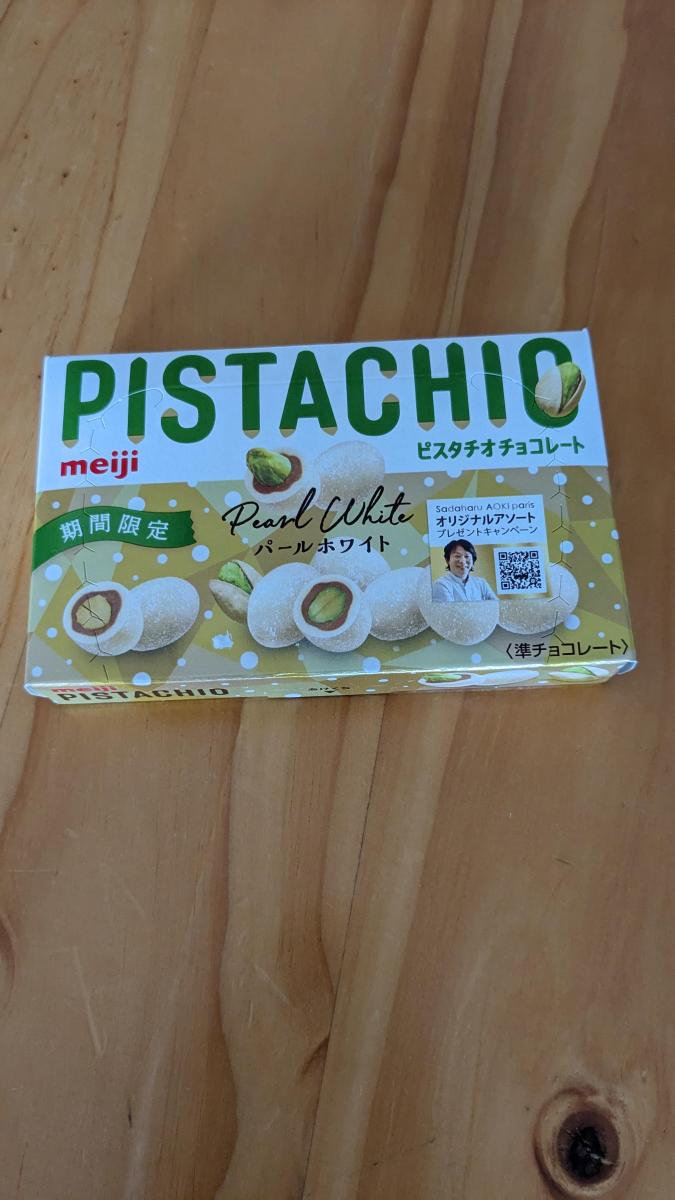 PISTACHIO
meiji
ピスタチオチョコレート
期間限定
Pearl White
パールホワイト
Sadaharu AOKI paris
オリジナルアソート
プレゼントキャンペーン
〈準チョコレート〉
meiji
PISTACHIO